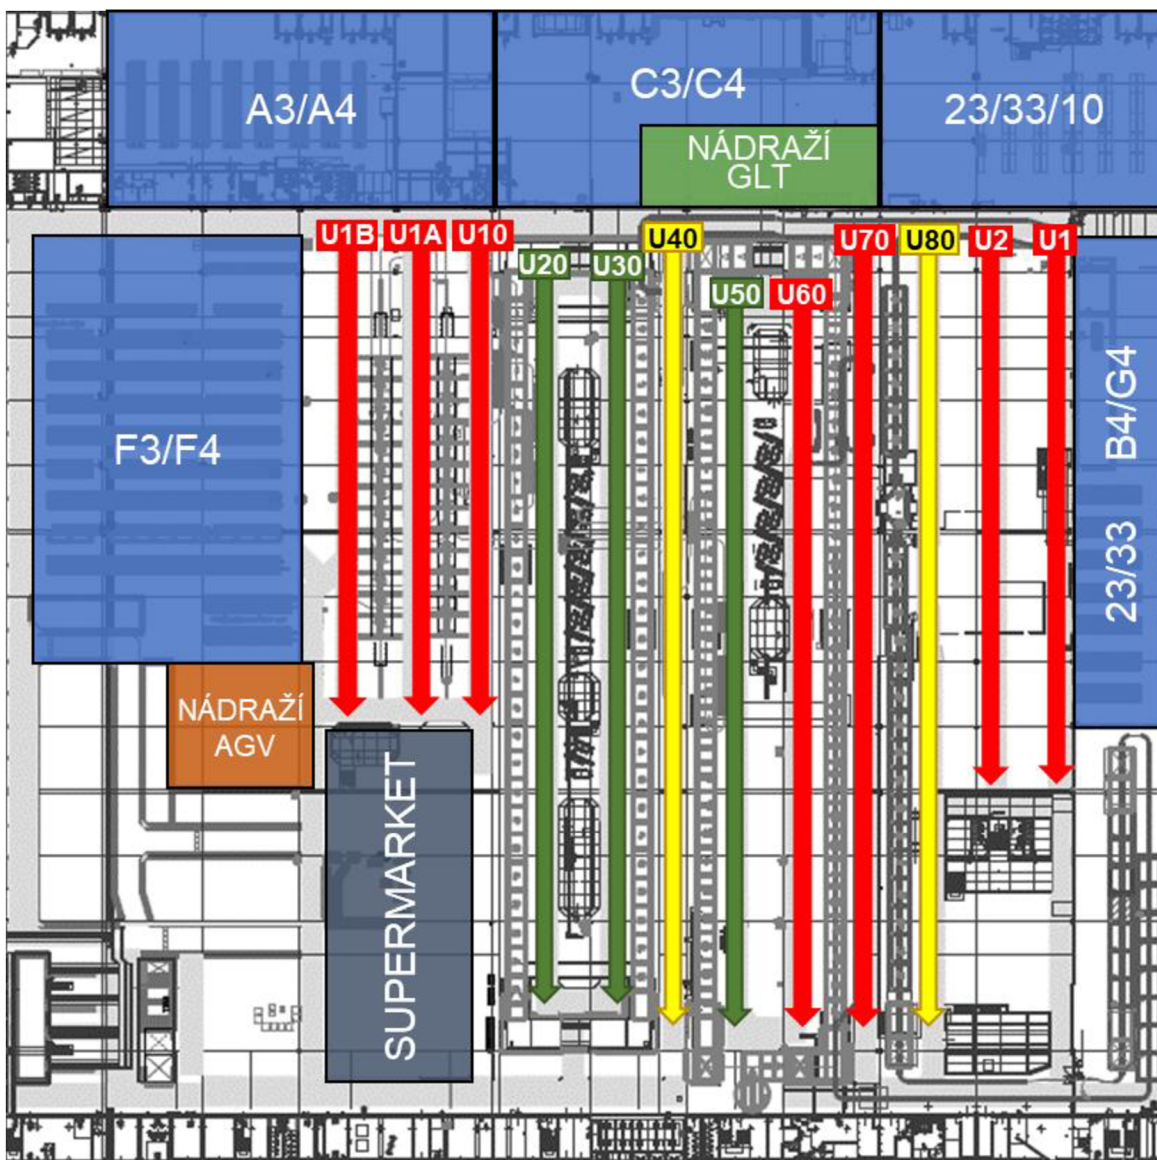 A3/A4
C3/C4
23/33/10
NÁDRAŽÍ
GLT
U1B
U1A
U10
U20
U30
U40
U50
U60
U70
U80
U2
U1
F3/F4
23/33 B4/G4
NÁDRAŽÍ
AGV
SUPERMARKET